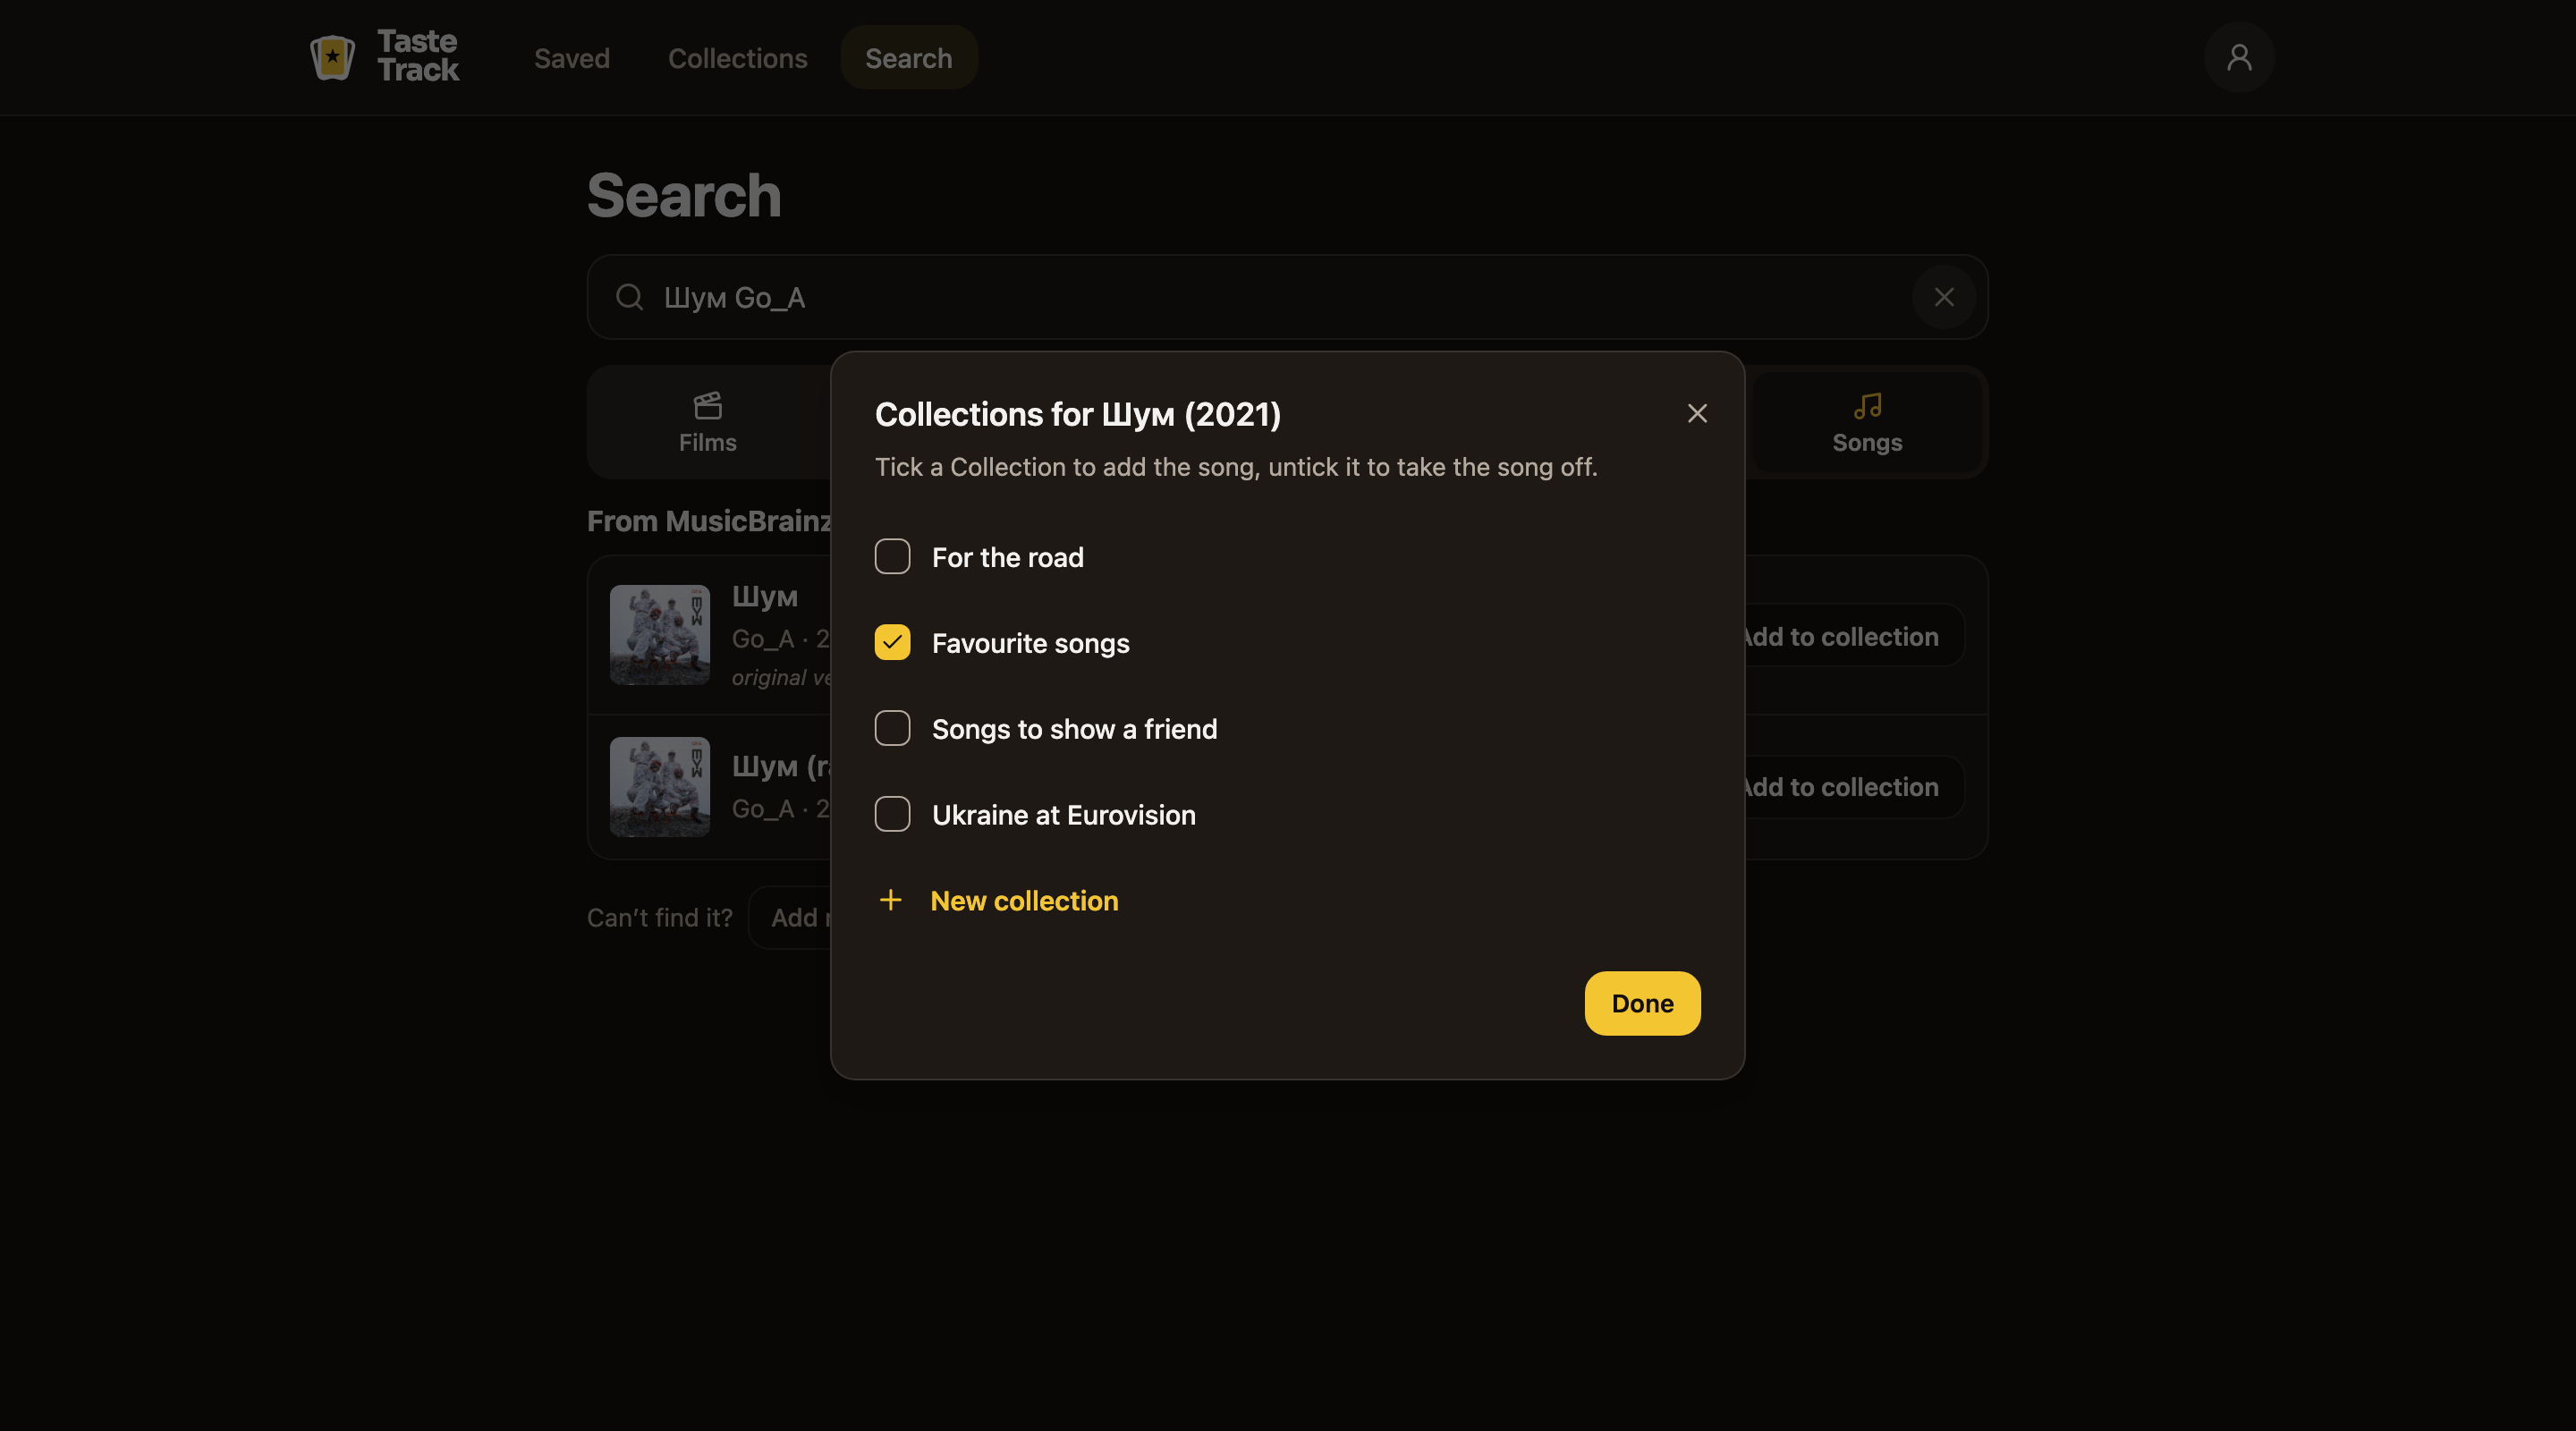 Taste
Track
Saved
Collections
Search
Search
Шум Go_A
Films
Songs
Collections for Шум (2021)
Tick a Collection to add the song, untick it to take the song off.
For the road
Favourite songs
Songs to show a friend
Ukraine at Eurovision
New collection
Done
From MusicBrainz
Шум
Go_A · 2
original
Add to collection
Шум
Go_A · 2
Add to collection
Can’t find it?
Add